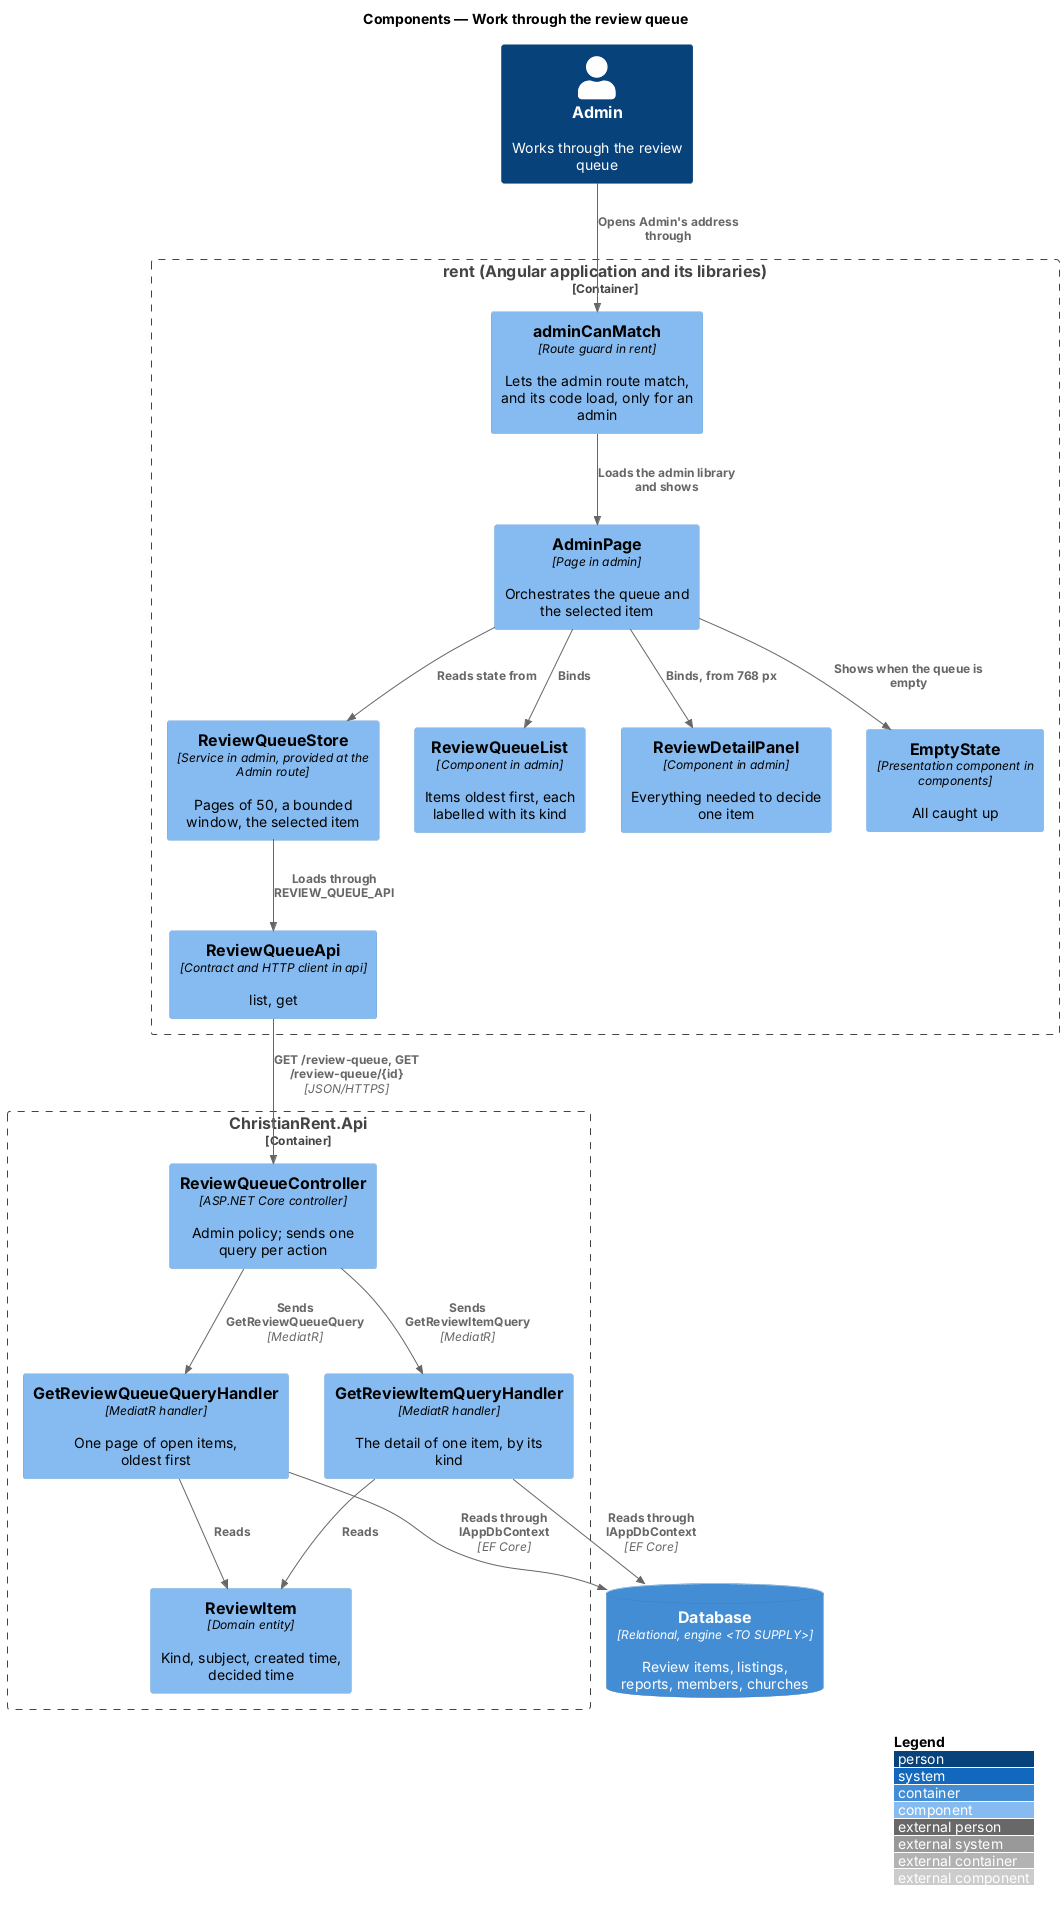 Components — Work through the review queue
Admin
Works through the review
queue
Opens Admin's address
through
rent (Angular application and its libraries)
[Container]
adminCanMatch
[Route guard in rent]
Lets the admin route match,
and its code load, only for an
admin
Loads the admin library
and shows
AdminPage
[Page in admin]
Orchestrates the queue and
the selected item
Reads state from
Binds
Binds, from 768 px
Shows when the queue is
empty
ReviewQueueStore
[Service in admin, provided at the
Admin route]
Pages of 50, a bounded
window, the selected item
ReviewQueueList
[Component in admin]
Items oldest first, each
labelled with its kind
ReviewDetailPanel
[Component in admin]
Everything needed to decide
one item
EmptyState
[Presentation component in
components]
All caught up
Loads through
REVIEW_QUEUE_API
ReviewQueueApi
[Contract and HTTP client in api]
list, get
GET /review-queue, GET
/review-queue/{id}
[JSON/HTTPS]
ChristianRent.Api
[Container]
ReviewQueueController
[ASP.NET Core controller]
Admin policy; sends one
query per action
Sends
GetReviewQueueQuery
[MediatR]
Sends
GetReviewItemQuery
[MediatR]
GetReviewQueueQueryHandler
[MediatR handler]
One page of open items,
oldest first
GetReviewItemQueryHandler
[MediatR handler]
The detail of one item, by its
kind
Reads
Reads
Reads through
IAppDbContext
[EF Core]
Reads through
IAppDbContext
[EF Core]
ReviewItem
[Domain entity]
Kind, subject, created time,
decided time
Database
[Relational, engine <TO SUPPLY>]
Review items, listings,
reports, members, churches
Legend
person
system
container
component
external person
external system
external container
external component